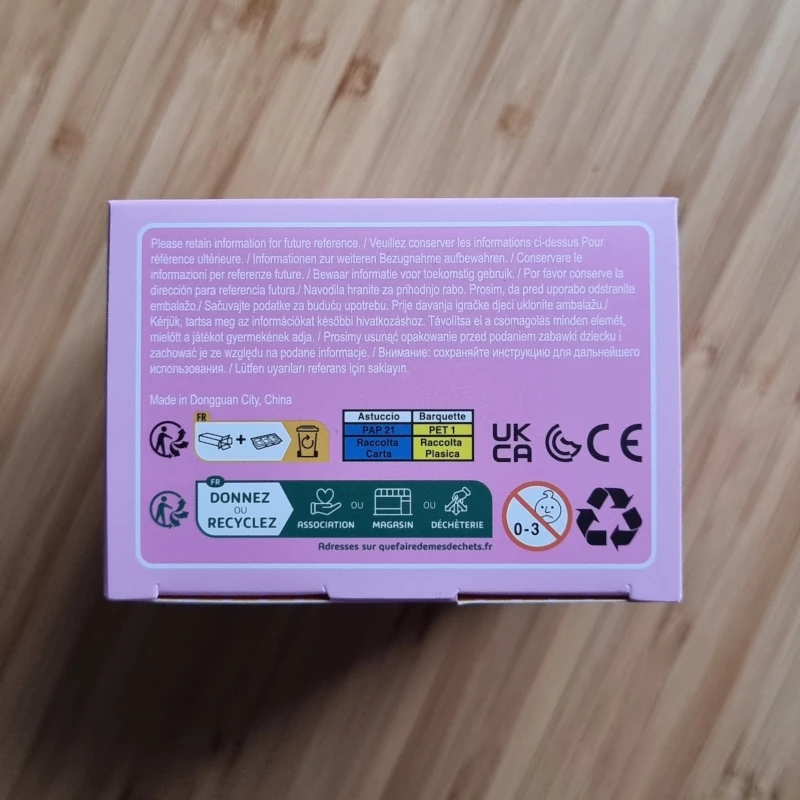 Please retain information for future reference. / Veuillez conserver les informations ci-dessus Pour
référence ultérieure. / Informationen zur weiteren Bezugnahme aufbewahren. / Conservare le
informazioni per referenze future. / Bewaar informatie voor toekomstig gebruik. / Por favor conserve la
dirección para referencia futura./ Navodila hranite za prihodnjo rabo. Prosim, da pred uporabo odstranite
embalažo./ Sačuvajte podatke za buduću upotrebu. Prije davanja igračke djeci uklonite ambalažu./
Kérjük, tartsa meg az információkat későbbi hivatkozáshoz. Távolítsa el a csomagolás minden elemét,
mielőtt a játékot gyermekének adja. / Prosimy usunąć opakowanie przed podaniem zabawki dziecku i
zachować je ze względu na podane informacje. / Внимание: сохраняйте инструкцию для дальнейшего
использования. / Lütfen uyarıları referans için saklayın.
Made in Dongguan City, China
FR
+
Astuccio Barquette
PAP 21 PET 1
Raccolta Raccolta
Carta Plasica
UK
CA
CE
FR
DONNEZ
OU
RECYCLEZ
ASSOCIATION OU MAGASIN OU DÉCHÈTERIE
Adresses sur quefairedemesdechets.fr
0-3